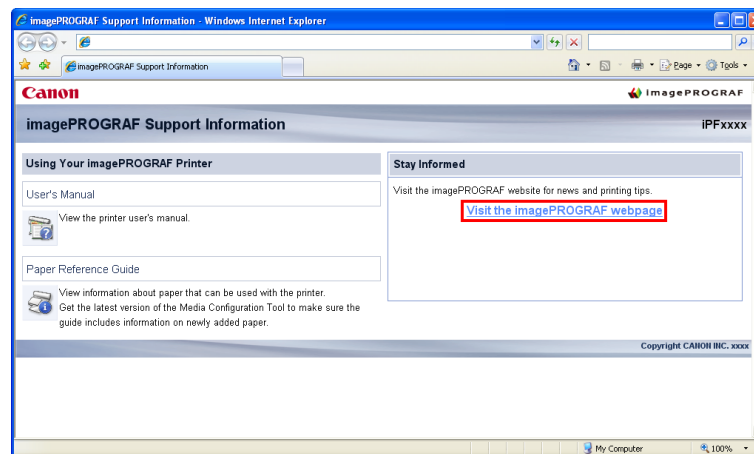 imagePROGRAF Support Information - Windows Internet Explorer
imagePROGRAF Support Information
Page
Tools
Canon
imagePROGRAF
imagePROGRAF Support Information
iPFxxxx
Using Your imagePROGRAF Printer
User's Manual
View the printer user's manual.
Paper Reference Guide
View information about paper that can be used with the printer.
Get the latest version of the Media Configuration Tool to make sure the
guide includes information on newly added paper.
Stay Informed
Visit the imagePROGRAF website for news and printing tips.
Visit the imagePROGRAF webpage
Copyright CANON INC. xxxx
My Computer
100%